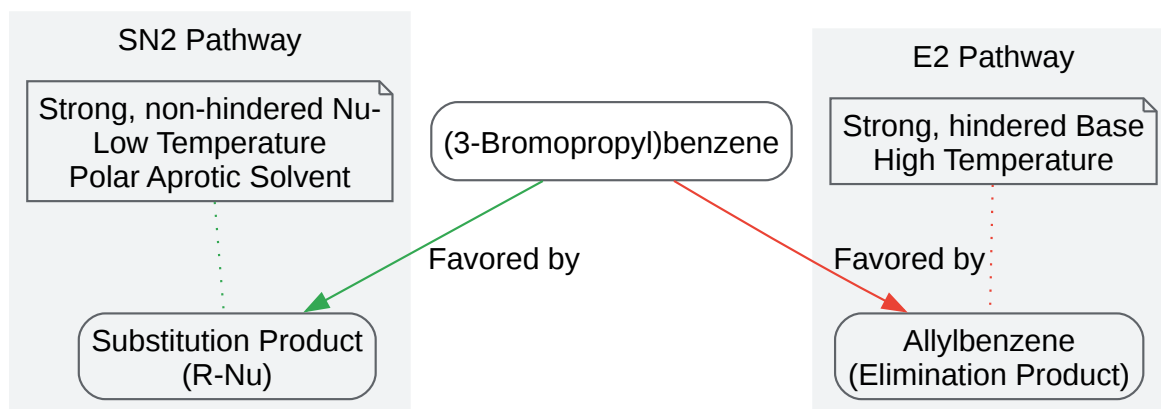 SN2 Pathway
Strong, non-hindered Nu-
Low Temperature
Polar Aprotic Solvent
(3-Bromopropyl)benzene
E2 Pathway
Strong, hindered Base
High Temperature
Favored by
Favored by
Substitution Product
(R-Nu)
Allylbenzene
(Elimination Product)